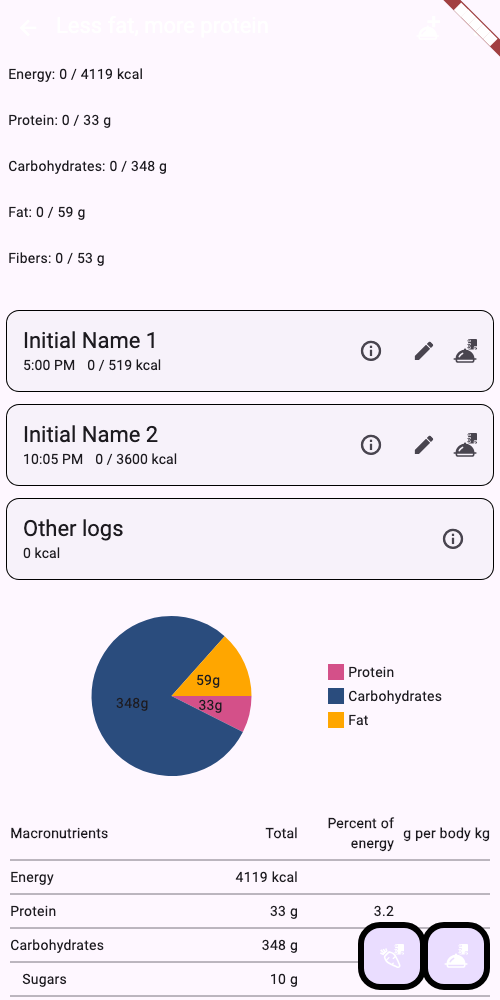 Less fat, more protein
Energy: 0 / 4119 kcal
Protein: 0 / 33 g
Carbohydrates: 0 / 348 g
Fat: 0 / 59 g
Fibers: 0 / 53 g
Initial Name 1
5:00 PM 0 / 519 kcal
Initial Name 2
10:05 PM 0 / 3600 kcal
Other logs
0 kcal
59g
348g
33g
Protein
Carbohydrates
Fat
Macronutrients Total Percent of energy g per body kg
Energy 4119 kcal
Protein 33 g 3.2
Carbohydrates 348 g
Sugars 10 g